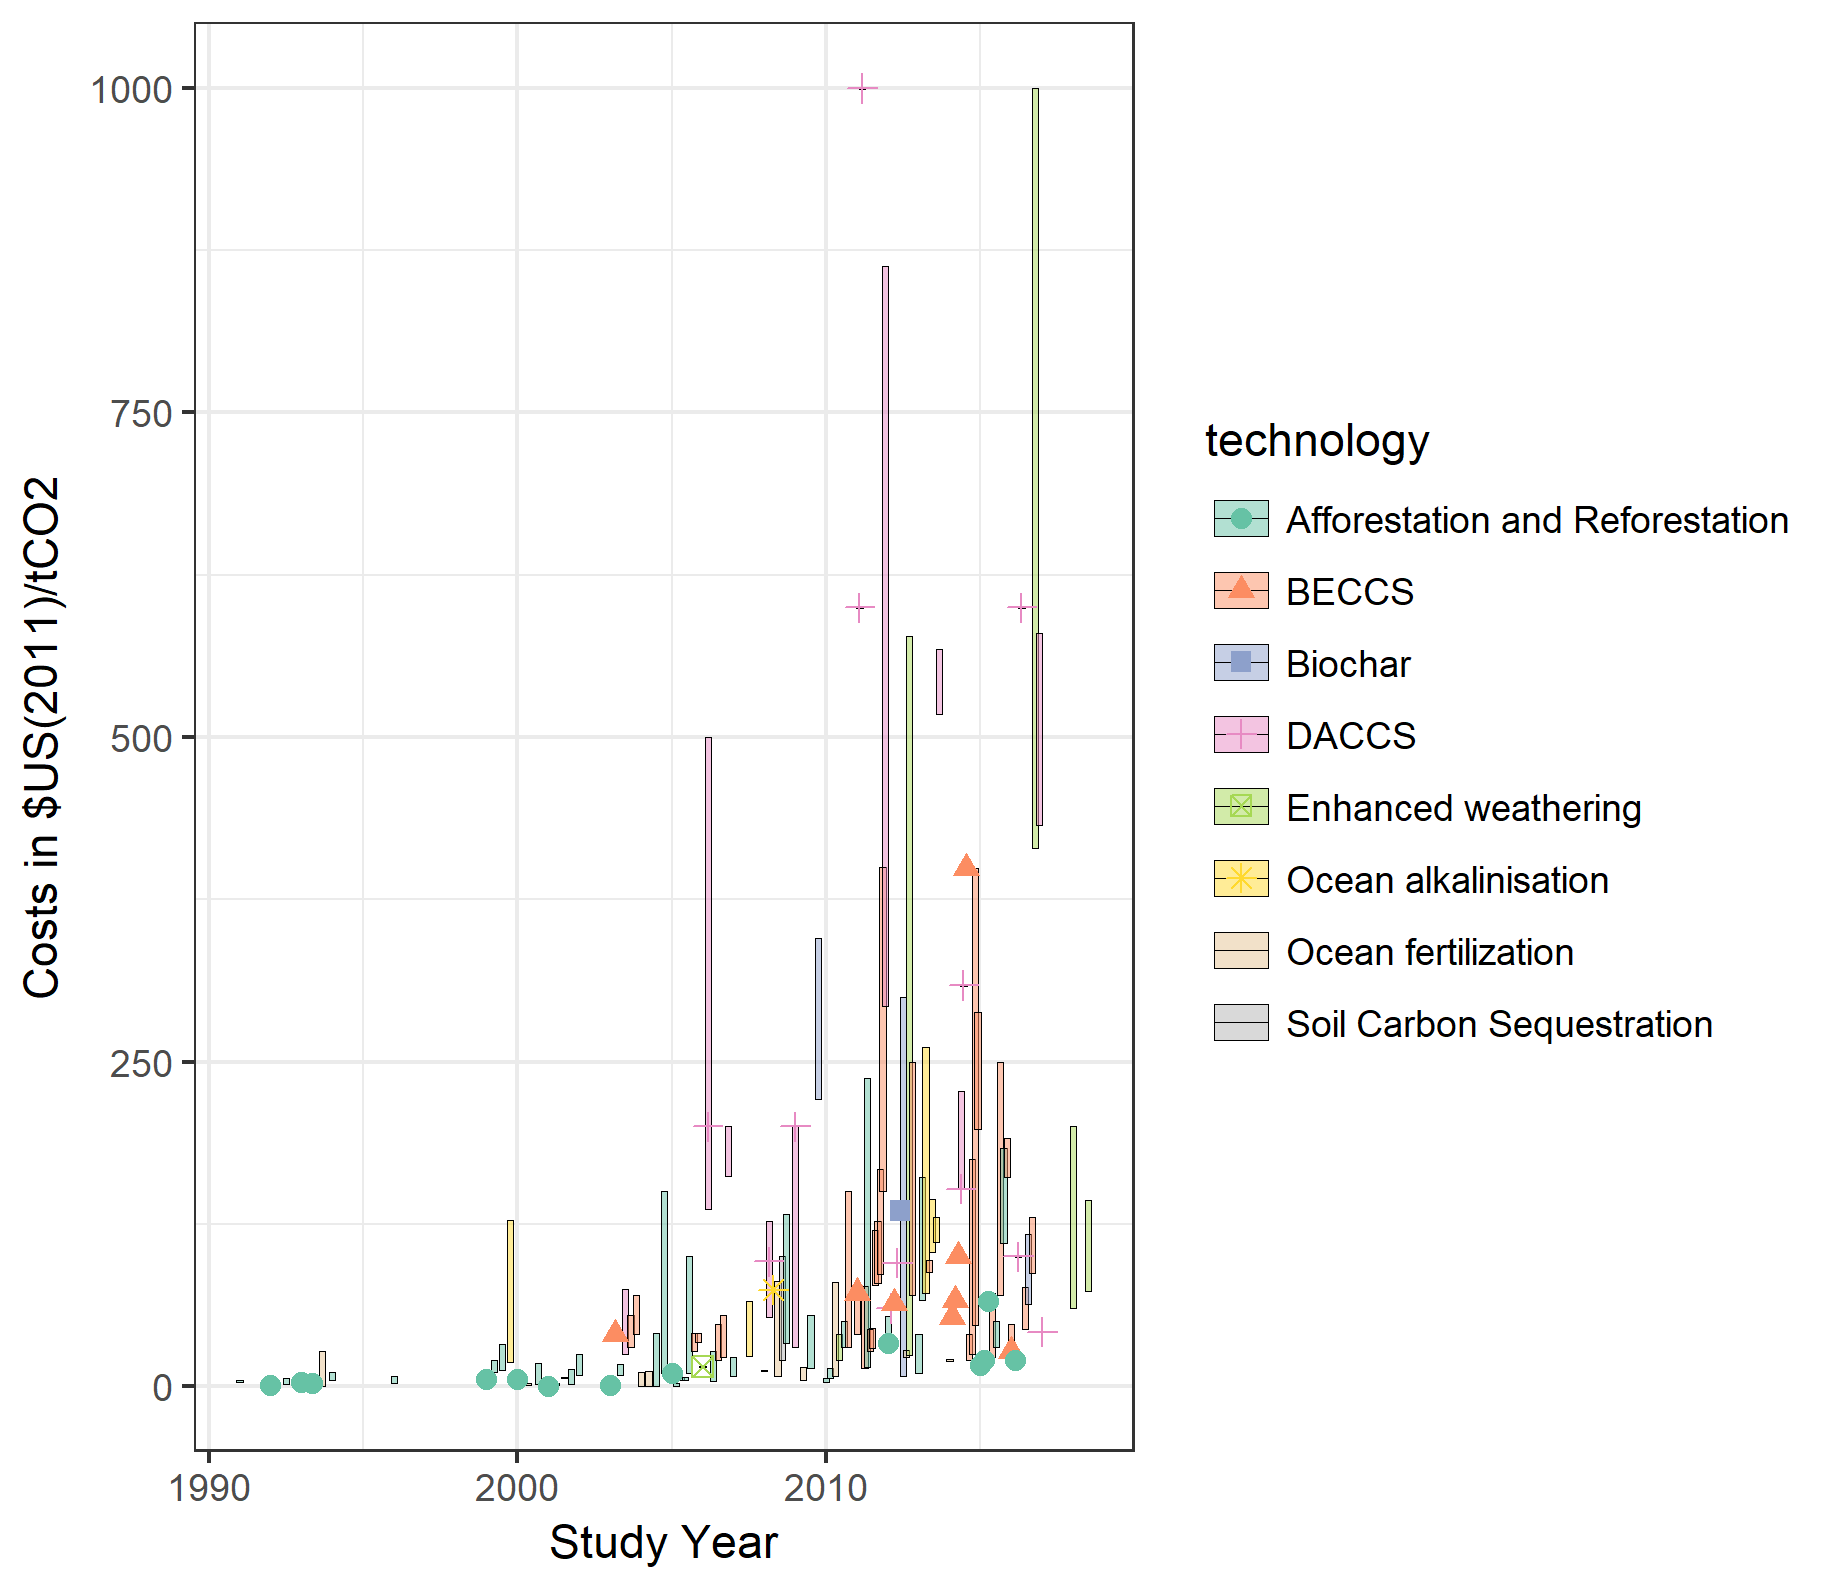 1000
750
500
250
0
Costs in $US(2011)/tCO2
1990
2000
2010
Study Year
technology
Afforestation and Reforestation
BECCS
Biochar
DACCS
Enhanced weathering
Ocean alkalinisation
Ocean fertilization
Soil Carbon Sequestration